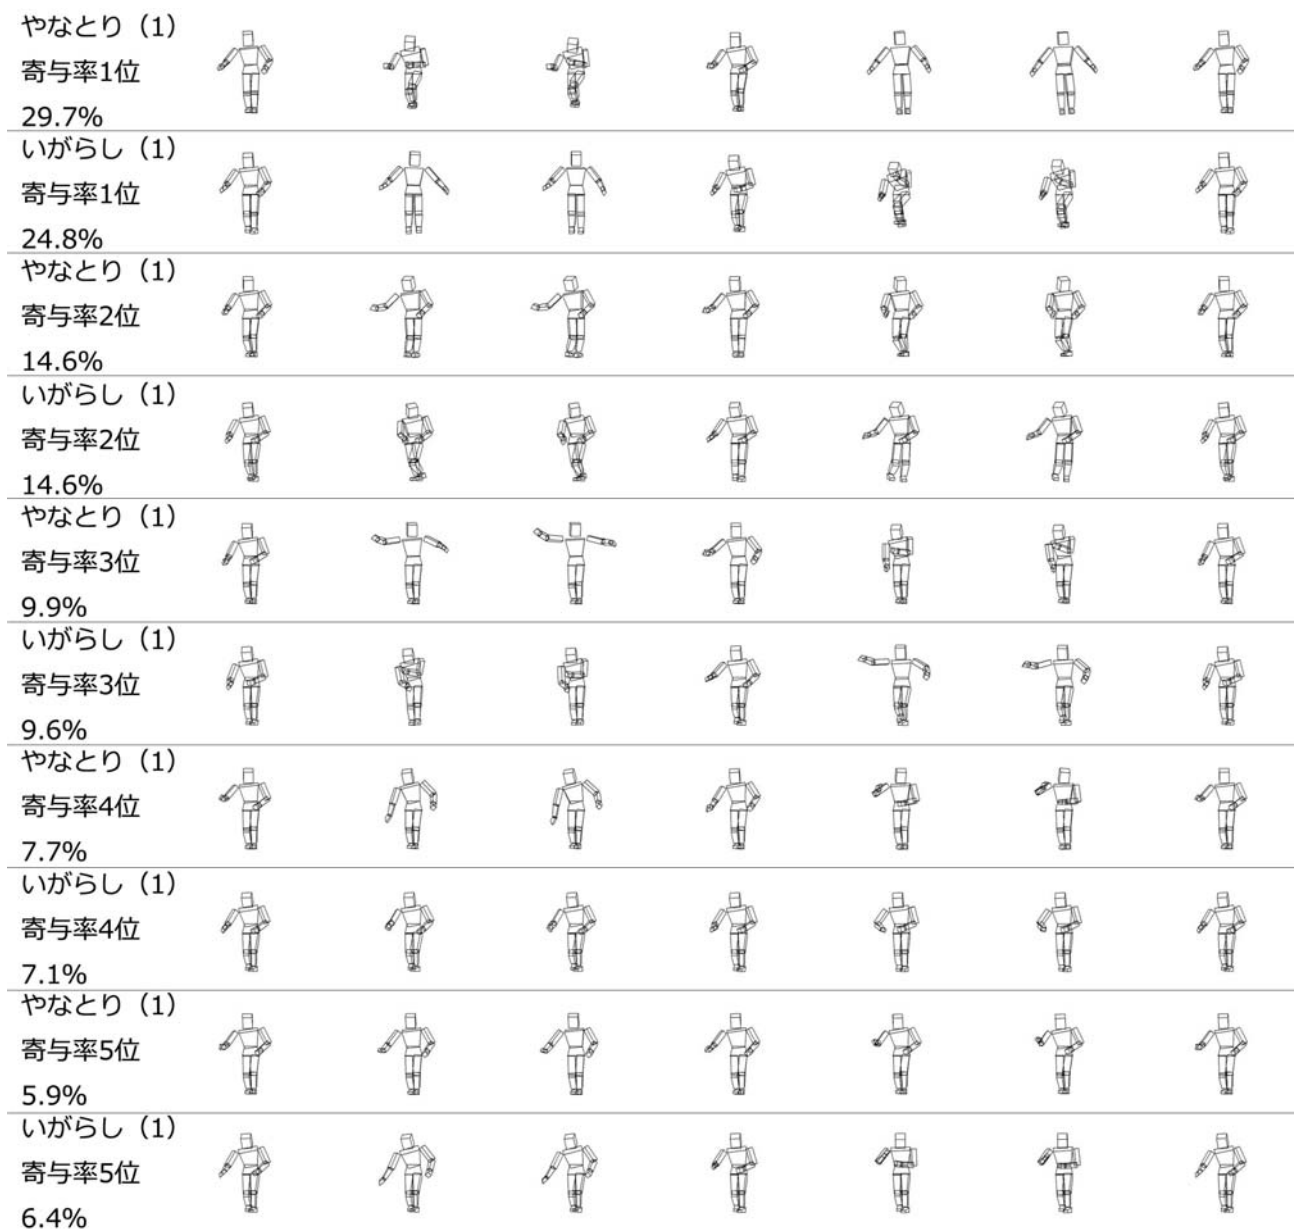 やなとり（1）
寄与率1位
29.7%
いがらし（1）
寄与率1位
24.8%
やなとり（1）
寄与率2位
14.6%
いがらし（1）
寄与率2位
14.6%
やなとり（1）
寄与率3位
9.9%
いがらし（1）
寄与率3位
9.6%
やなとり（1）
寄与率4位
7.7%
いがらし（1）
寄与率4位
7.1%
やなとり（1）
寄与率5位
5.9%
いがらし（1）
寄与率5位
6.4%